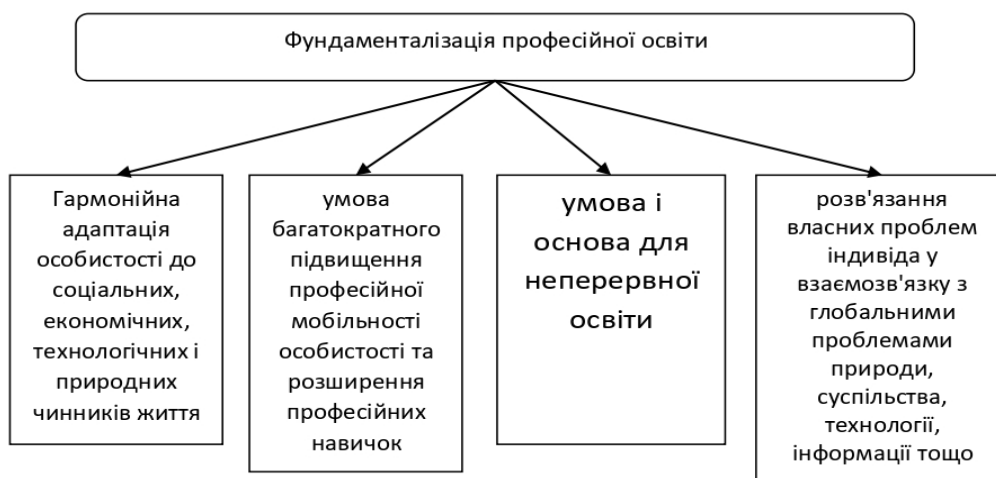 Фундаменталізація професійної освіти
Гармонійна
адаптація
особистості до
соціальних,
економічних,
технологічних і
природних
чинників життя
умова
багатократного
підвищення
професійної
мобільності
особистості та
розширення
професійних
навичок
умова і
основа для
неперервної
освіти
розв'язання
власних проблем
індивіда у
взаємозв'язку з
глобальними
проблемами
природи,
суспільства,
технології,
інформації тощо